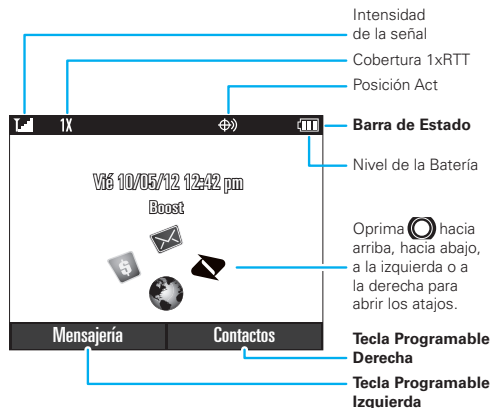 Intensidad
de la señal
Cobertura 1xRTT
Posición Act
Barra de Estado
1X
Nivel de la Batería
Vié 10/05/12 12:42 pm
Boost
$
Oprima hacia
arriba, hacia abajo,
a la izquierda o a
la derecha para
abrir los atajos.
Mensajería
Contactos
Tecla Programable
Derecha
Tecla Programable
Izquierda